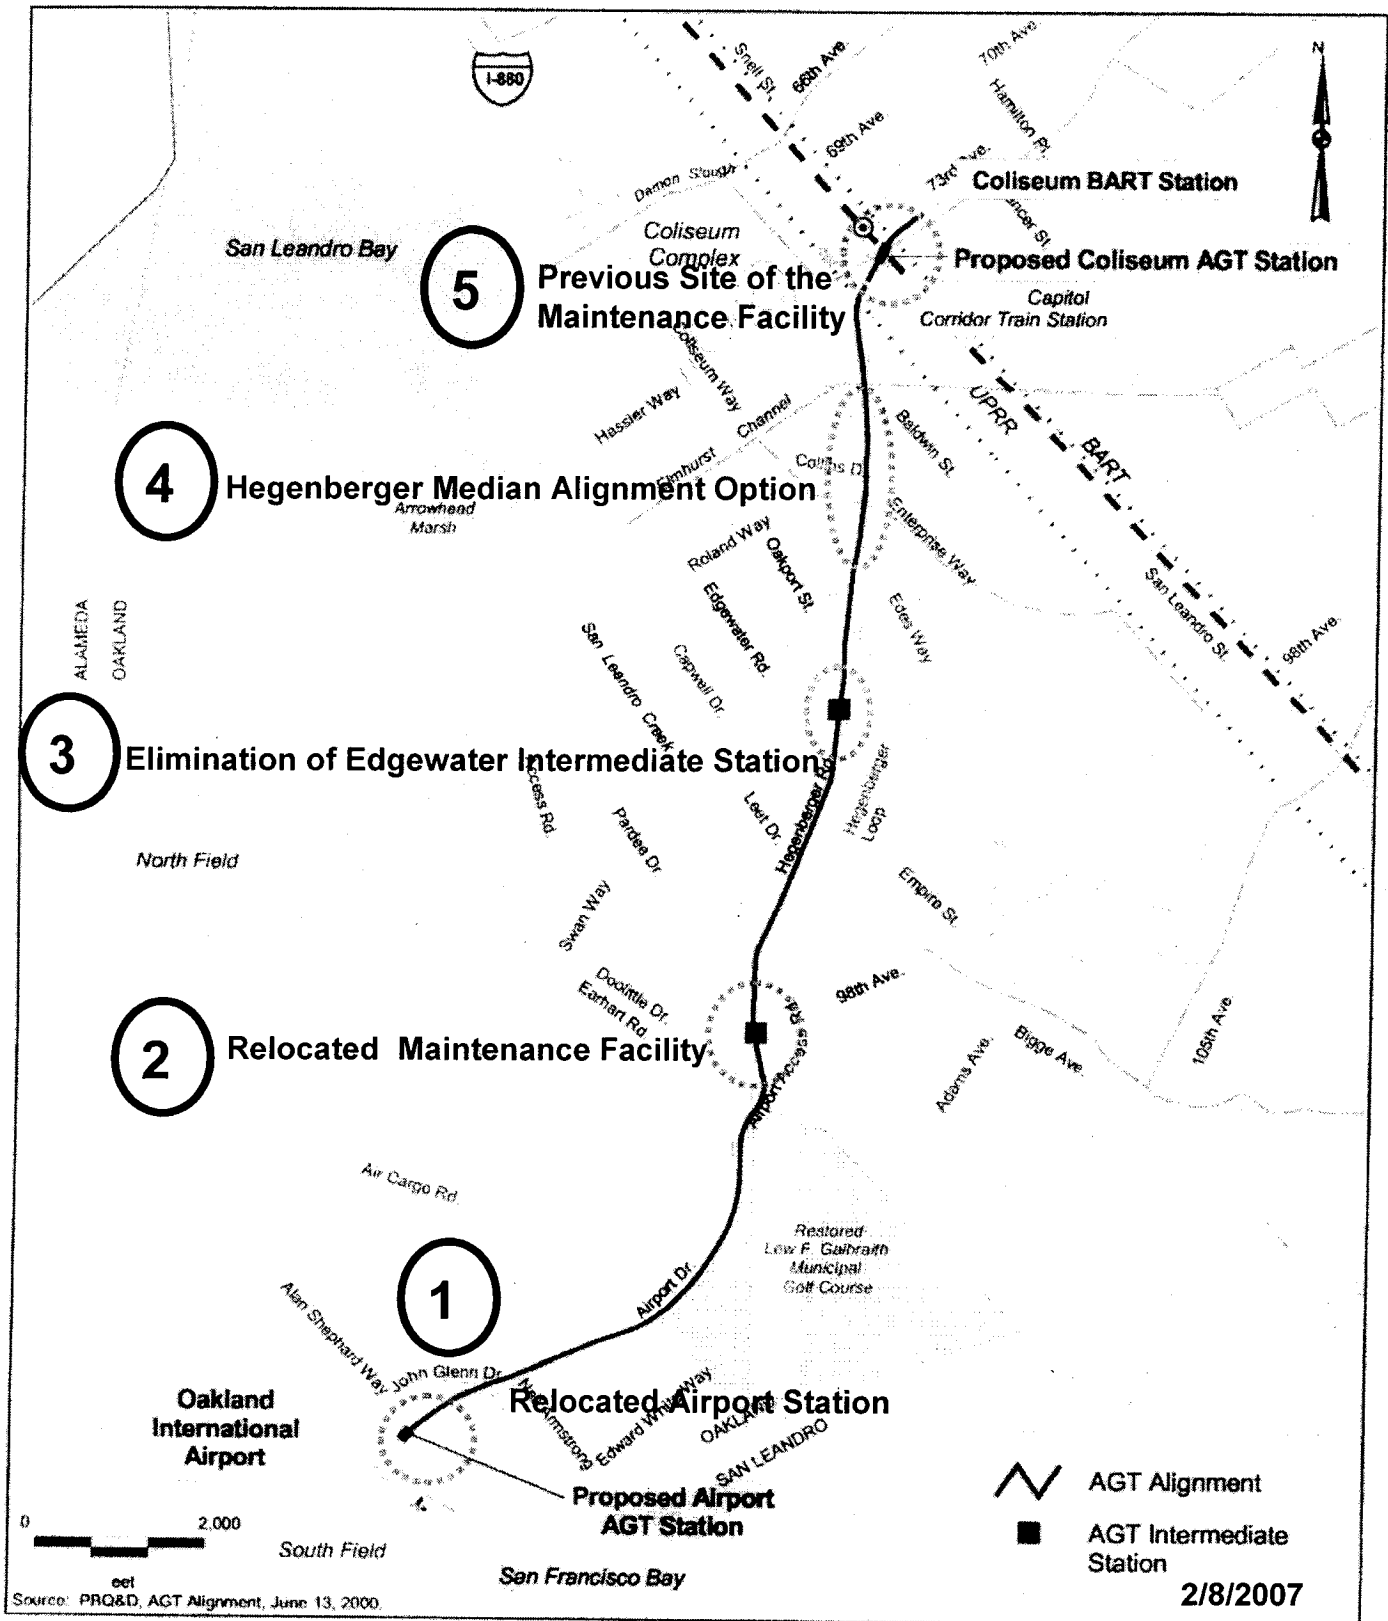 I-880
N
Snell St.
66th Ave.
70th Ave.
Hamilton Pl.
69th Ave.
73rd Ave.
Damon Slough
Coliseum BART Station
San Leandro Bay
Coliseum
Complex
Proposed Coliseum AGT Station
5
Previous Site of the
Maintenance Facility
Capitol
Corridor Train Station
Coliseum Way
Hassler Way
Elmhurst Channel
UPRR
BART
Baldwin St.
Collins D
4
Hegenberger Median Alignment Option
Arrowhead
Marsh
Enterprise Way
Roland Way
Oakport St.
Edgewater Rd.
San Leandro St.
98th Ave.
ALAMEDA
OAKLAND
San Leandro Creek
Capwell Dr.
Edes Way
3
Elimination of Edgewater Intermediate Station
Hegenberger Rd.
Hegenberger
Loop
ccess Rd.
Leet Dr.
Pardee Dr
North Field
Swan Way
Empire St.
Doolittle Dr.
Earhart Rd.
98th Ave.
2
Relocated Maintenance Facility
Airport Access Rd
Adams Ave.
Bigge Ave.
105th Ave.
Air Cargo Rd.
Restored
Lew F. Galbraith
Municipal
Golf Course
1
Airport Dr.
Alan Shephard Way
John Glenn Dr.
Relocated Airport Station
Neil Armstrong
Edward White Way
OAKLAND
SAN LEANDRO
Oakland
International
Airport
Proposed Airport
AGT Station
AGT Alignment
AGT Intermediate
Station
0 2,000
eet
South Field
San Francisco Bay
2/8/2007
Source: PBQ&D, AGT Alignment, June 13, 2000.